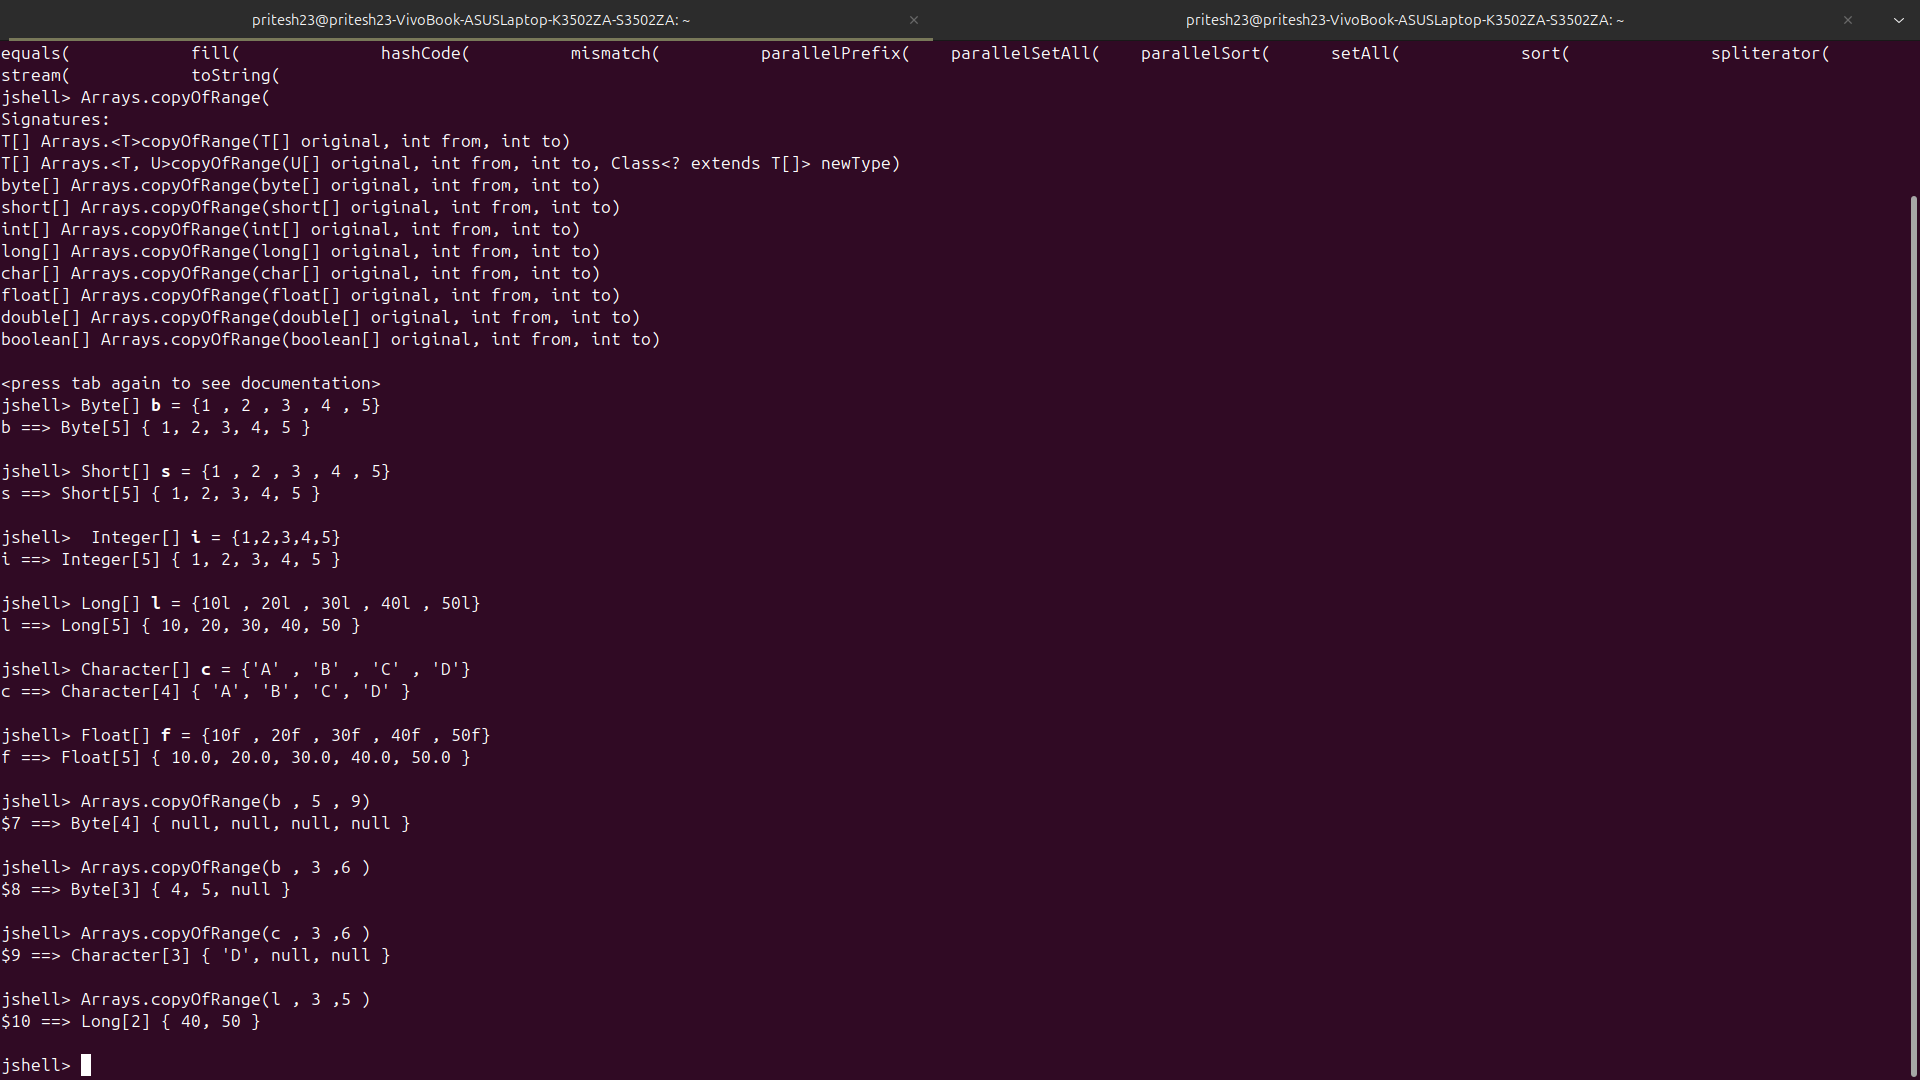 pritesh23@pritesh23-VivoBook-ASUSLaptop-K3502ZA-S3502ZA: ~ × pritesh23@pritesh23-VivoBook-ASUSLaptop-K3502ZA-S3502ZA: ~ ×
equals( fill( hashCode( mismatch( parallelPrefix( parallelSetAll( parallelSort( setAll( sort( spliterator(
stream( toString(
jshell> Arrays.copyOfRange(
Signatures:
T[] Arrays.<T>copyOfRange(T[] original, int from, int to)
T[] Arrays.<T, U>copyOfRange(U[] original, int from, int to, Class<? extends T[]> newType)
byte[] Arrays.copyOfRange(byte[] original, int from, int to)
short[] Arrays.copyOfRange(short[] original, int from, int to)
int[] Arrays.copyOfRange(int[] original, int from, int to)
long[] Arrays.copyOfRange(long[] original, int from, int to)
char[] Arrays.copyOfRange(char[] original, int from, int to)
float[] Arrays.copyOfRange(float[] original, int from, int to)
double[] Arrays.copyOfRange(double[] original, int from, int to)
boolean[] Arrays.copyOfRange(boolean[] original, int from, int to)
<press tab again to see documentation>
jshell> Byte[] b = {1 , 2 , 3 , 4 , 5}
b ==> Byte[5] { 1, 2, 3, 4, 5 }
jshell> Short[] s = {1 , 2 , 3 , 4 , 5}
s ==> Short[5] { 1, 2, 3, 4, 5 }
jshell>  Integer[] i = {1,2,3,4,5}
i ==> Integer[5] { 1, 2, 3, 4, 5 }
jshell> Long[] l = {10l , 20l , 30l , 40l , 50l}
l ==> Long[5] { 10, 20, 30, 40, 50 }
jshell> Character[] c = {'A' , 'B' , 'C' , 'D'}
c ==> Character[4] { 'A', 'B', 'C', 'D' }
jshell> Float[] f = {10f , 20f , 30f , 40f , 50f}
f ==> Float[5] { 10.0, 20.0, 30.0, 40.0, 50.0 }
jshell> Arrays.copyOfRange(b , 5 , 9)
$7 ==> Byte[4] { null, null, null, null }
jshell> Arrays.copyOfRange(b , 3 ,6 )
$8 ==> Byte[3] { 4, 5, null }
jshell> Arrays.copyOfRange(c , 3 ,6 )
$9 ==> Character[3] { 'D', null, null }
jshell> Arrays.copyOfRange(l , 3 ,5 )
$10 ==> Long[2] { 40, 50 }
jshell>